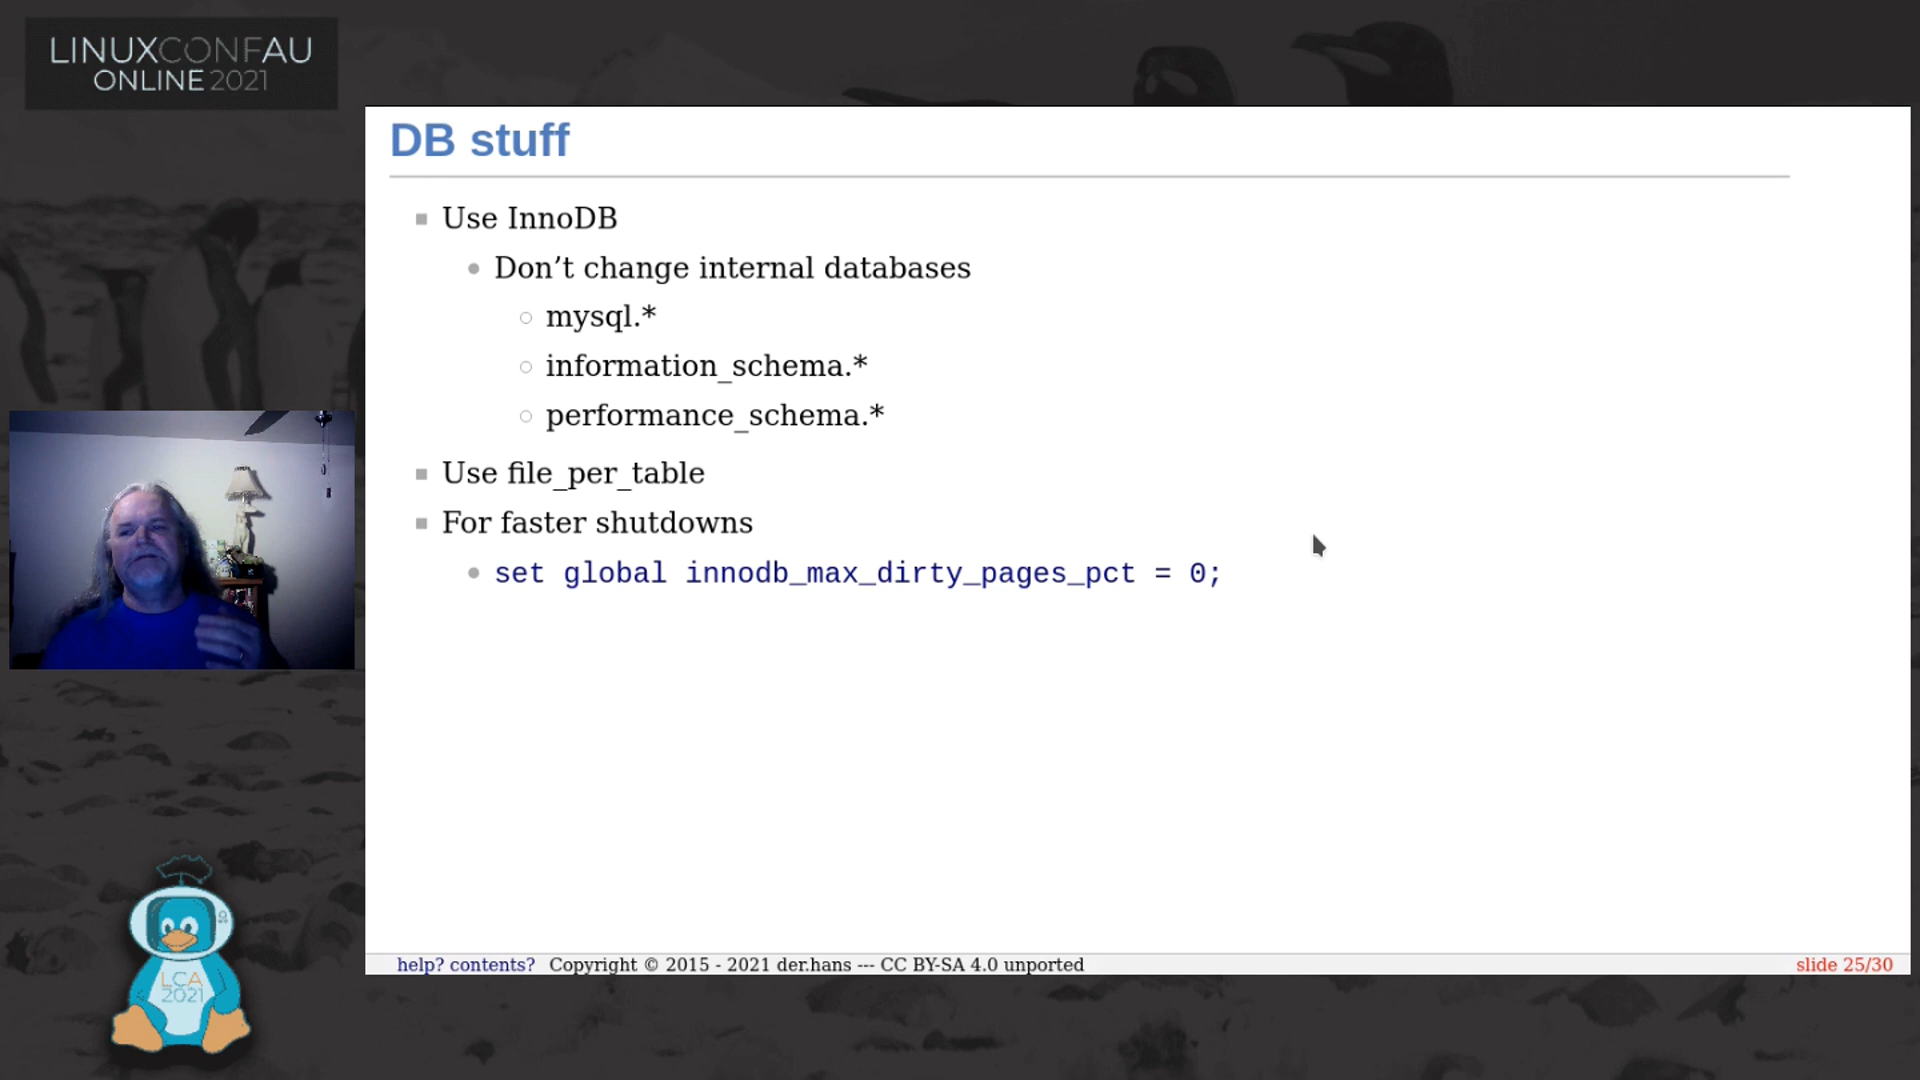 LINUXCONFAU
ONLINE 2021
DB stuff
Use InnoDB
Don’t change internal databases
mysql.*
information_schema.*
performance_schema.*
Use file_per_table
For faster shutdowns
set global innodb_max_dirty_pages_pct = 0;
LCA
2021
help? contents? Copyright © 2015 - 2021 der.hans --- CC BY-SA 4.0 unported
slide 25/30